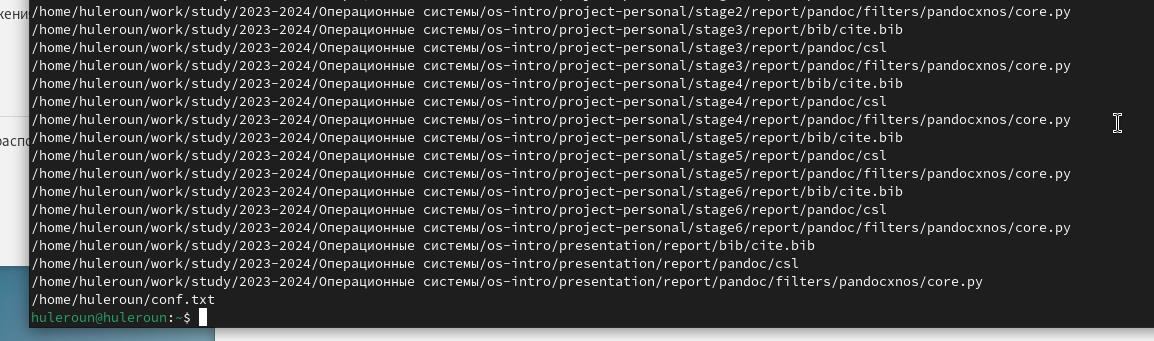 /home/huleroun/work/study/2023-2024/Операционные системы/os-intro/project-personal/stage2/report/pandoc/filters/pandocxnos/core.py
/home/huleroun/work/study/2023-2024/Операционные системы/os-intro/project-personal/stage3/report/bib/cite.bib
/home/huleroun/work/study/2023-2024/Операционные системы/os-intro/project-personal/stage3/report/pandoc/csl
/home/huleroun/work/study/2023-2024/Операционные системы/os-intro/project-personal/stage3/report/pandoc/filters/pandocxnos/core.py
/home/huleroun/work/study/2023-2024/Операционные системы/os-intro/project-personal/stage4/report/bib/cite.bib
/home/huleroun/work/study/2023-2024/Операционные системы/os-intro/project-personal/stage4/report/pandoc/csl
/home/huleroun/work/study/2023-2024/Операционные системы/os-intro/project-personal/stage4/report/pandoc/filters/pandocxnos/core.py
/home/huleroun/work/study/2023-2024/Операционные системы/os-intro/project-personal/stage5/report/bib/cite.bib
/home/huleroun/work/study/2023-2024/Операционные системы/os-intro/project-personal/stage5/report/pandoc/csl
/home/huleroun/work/study/2023-2024/Операционные системы/os-intro/project-personal/stage5/report/pandoc/filters/pandocxnos/core.py
/home/huleroun/work/study/2023-2024/Операционные системы/os-intro/project-personal/stage6/report/bib/cite.bib
/home/huleroun/work/study/2023-2024/Операционные системы/os-intro/project-personal/stage6/report/pandoc/csl
/home/huleroun/work/study/2023-2024/Операционные системы/os-intro/project-personal/stage6/report/pandoc/filters/pandocxnos/core.py
/home/huleroun/work/study/2023-2024/Операционные системы/os-intro/presentation/report/bib/cite.bib
/home/huleroun/work/study/2023-2024/Операционные системы/os-intro/presentation/report/pandoc/csl
/home/huleroun/work/study/2023-2024/Операционные системы/os-intro/presentation/report/pandoc/filters/pandocxnos/core.py
/home/huleroun/conf.txt
huleroun@huleroun:~$